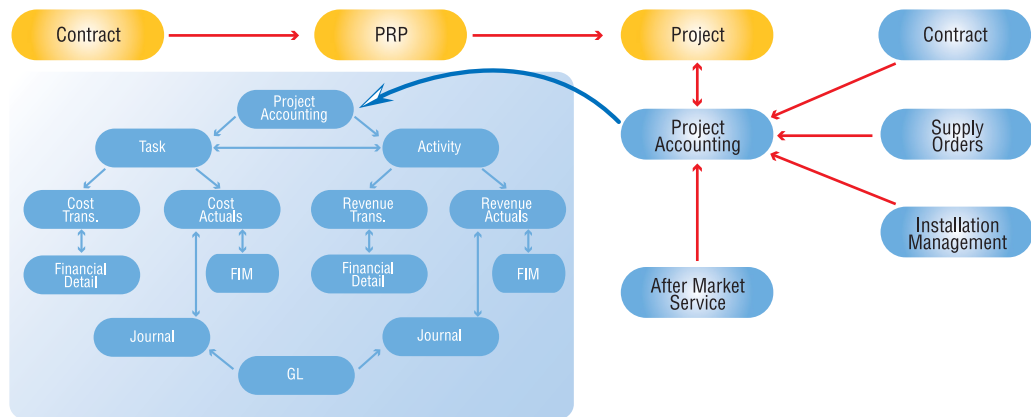 Contract
PRP
Project
Contract
Project
Accounting
Project
Accounting
Supply
Orders
Task
Activity
Cost
Trans.
Cost
Actuals
Revenue
Trans.
Revenue
Actuals
Installation
Management
Financial
Detail
FIM
Financial
Detail
FIM
After Market
Service
Journal
Journal
GL